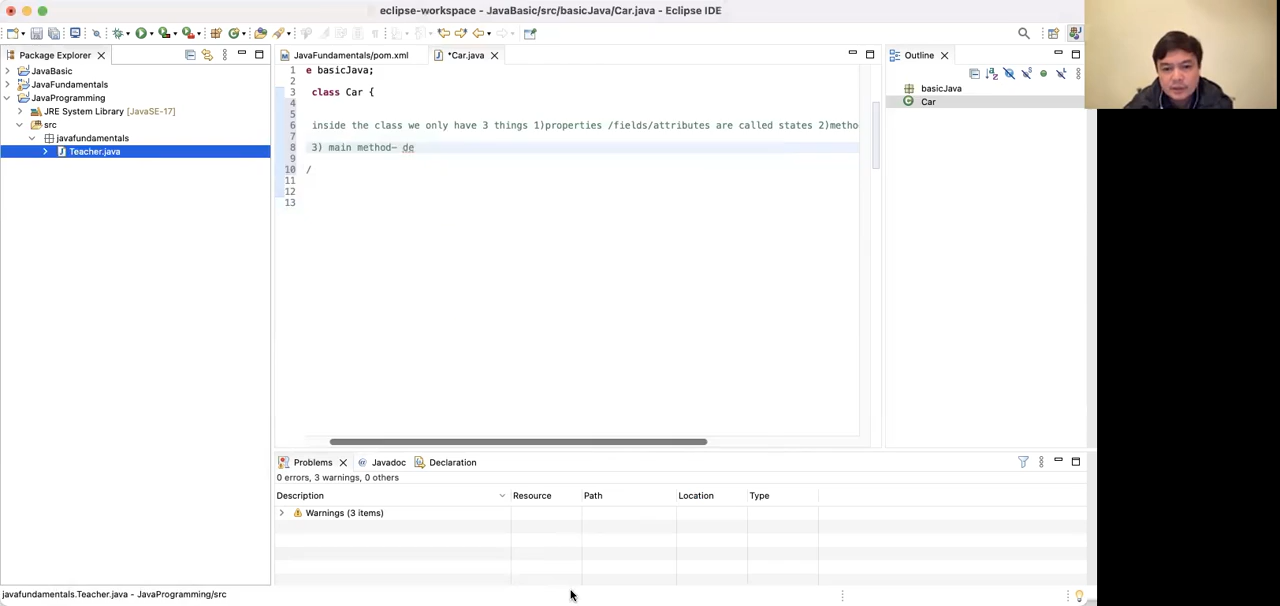 eclipse-workspace - JavaBasic/src/basicJava/Car.java - Eclipse IDE
Package Explorer
JavaFundamentals/pom.xml
*Car.java
Outline
JavaBasic
JavaFundamentals
JavaProgramming
JRE System Library [JavaSE-17]
src
javafundamentals
Teacher.java
1 e basicJava;
2
3 class Car {
4
5
6 inside the class we only have 3 things 1)properties /fields/attributes are called states 2)metho
7
8 3) main method- de
9
10 /
11
12
13
basicJava
Car
Problems
Javadoc
Declaration
0 errors, 3 warnings, 0 others
Description Resource Path Location Type
Warnings (3 items)
javafundamentals.Teacher.java - JavaProgramming/src